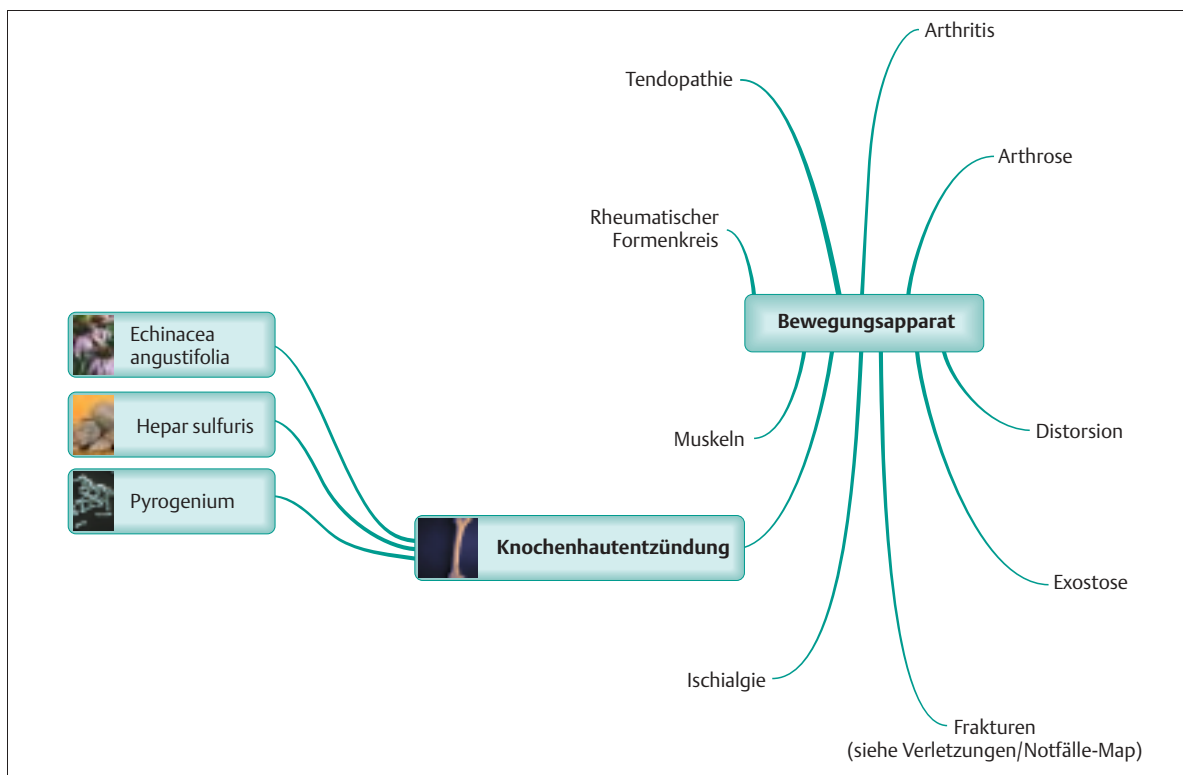 Arthritis
Tendopathie
Arthrose
Rheumatischer
Formenkreis
Bewegungsapparat
Echinacea
angustifolia
Hepar sulfuris
Muskeln
Distorsion
Pyrogenium
Knochenhautentzündung
Exostose
Ischialgie
Frakturen
(siehe Verletzungen/Notfälle-Map)